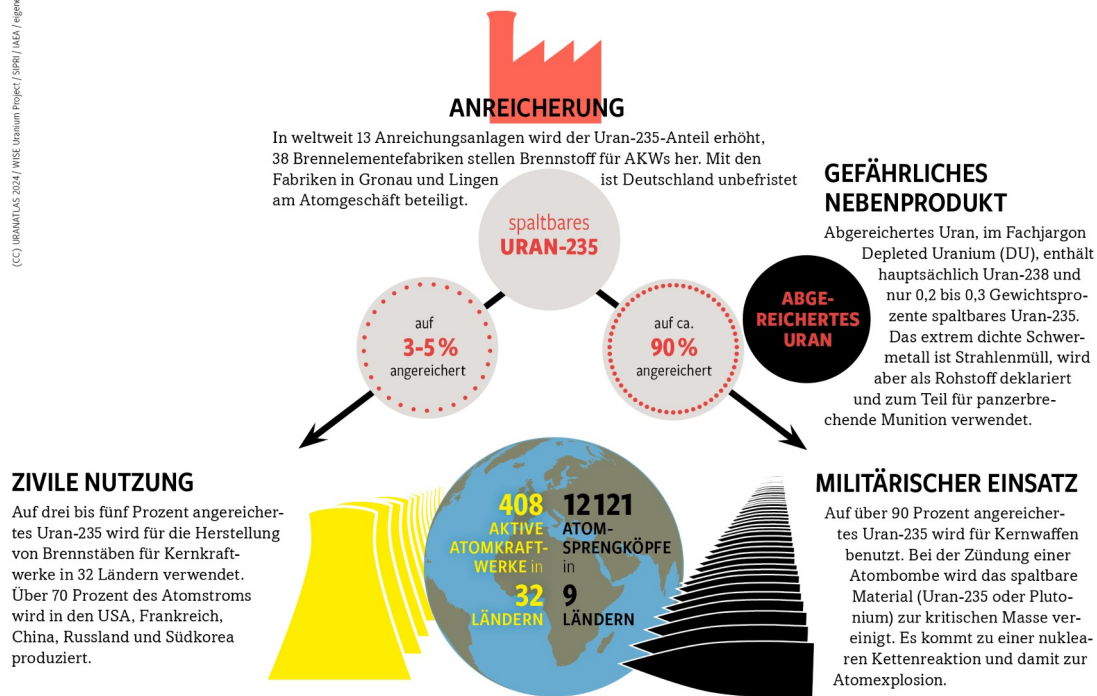 (CC) URANATLAS 2024 / WISE Uranium Project / SIPRI / IAEA /
ANREICHERUNG
In weltweit 13 Anreichungsanlagen wird der Uran-235-Anteil erhöht,
38 Brennelementefabriken stellen Brennstoff für AKWs her. Mit den
Fabriken in Gronau und Lingen ist Deutschland unbefristet
am Atomgeschäft beteiligt.
spaltbares
URAN-235
auf
3-5 %
angereichert
auf ca.
90 %
angereichert
ABGE-
REICHERTES
URAN
GEFÄHRLICHES
NEBENPRODUKT
Abgereichertes Uran, im Fachjargon
Depleted Uranium (DU), enthält
hauptsächlich Uran-238 und
nur 0,2 bis 0,3 Gewichtspro-
zente spaltbares Uran-235.
Das extrem dichte Schwer-
metall ist Strahlenmüll, wird
aber als Rohstoff deklariert
und zum Teil für panzerbre-
chende Munition verwendet.
ZIVILE NUTZUNG
Auf drei bis fünf Prozent angereicher-
tes Uran-235 wird für die Herstellung
von Brennstäben für Kernkraft-
werke in 32 Ländern verwendet.
Über 70 Prozent des Atomstroms
wird in den USA, Frankreich,
China, Russland und Südkorea
produziert.
408
AKTIVE
ATOMKRAFT-
WERKE in
32
LÄNDERN
12 121
ATOM-
SPRENGKÖPFE
in
9
LÄNDERN
MILITÄRISCHER EINSATZ
Auf über 90 Prozent angereicher-
tes Uran-235 wird für Kernwaffen
benutzt. Bei der Zündung einer
Atombombe wird das spaltbare
Material (Uran-235 oder Pluto-
nium) zur kritischen Masse ver-
einigt. Es kommt zu einer nuklea-
ren Kettenreaktion und damit zur
Atomexplosion.